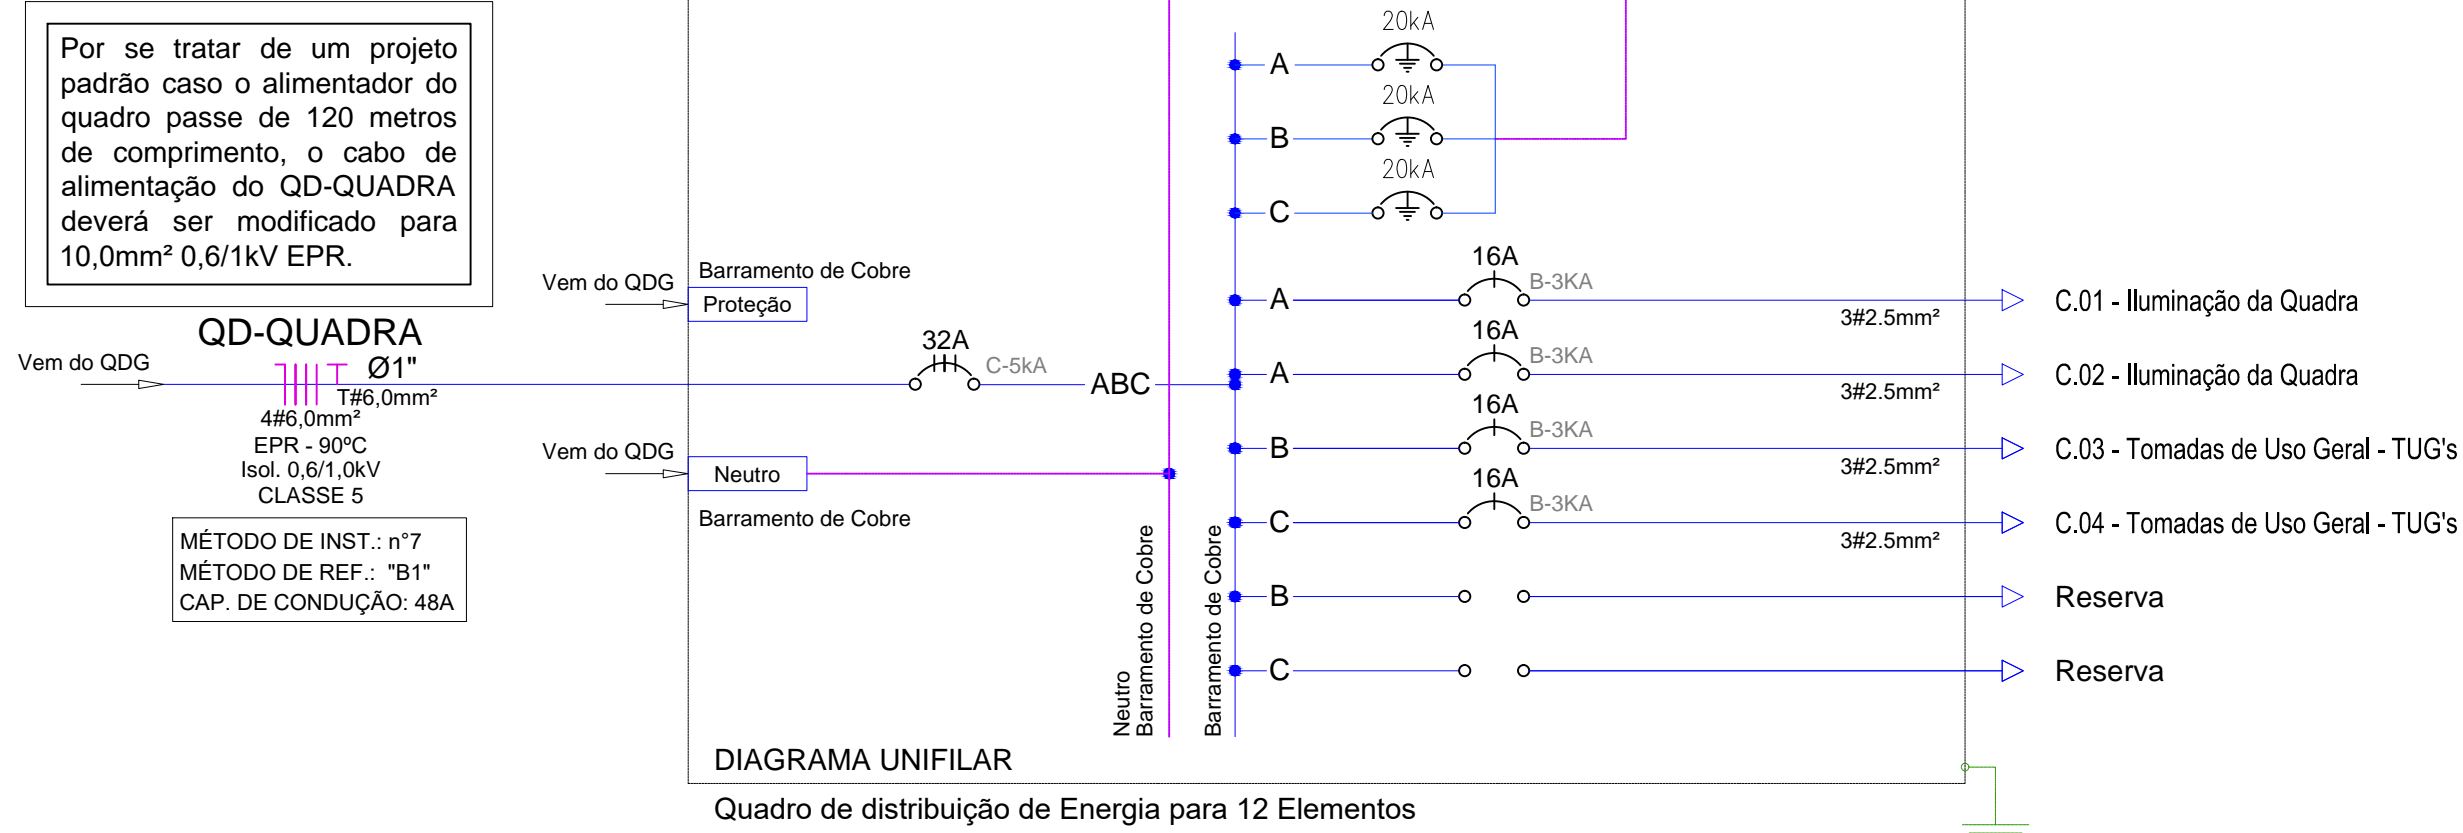 Por se tratar de um projeto
padrão caso o alimentador do
quadro passe de 120 metros
de comprimento, o cabo de
alimentação do QD-QUADRA
deverá ser modificado para
10,0mm² 0,6/1kV EPR.
QD-QUADRA
Vem do QDG
Ø1"
T#6,0mm²
4#6,0mm²
EPR - 90ºC
Isol. 0,6/1,0kV
CLASSE 5
MÉTODO DE INST.: n°7
MÉTODO DE REF.: "B1"
CAP. DE CONDUÇÃO: 48A
Vem do QDG
Barramento de Cobre
Proteção
32A
C-5kA
ABC
Vem do QDG
Neutro
Barramento de Cobre
Neutro
Barramento de Cobre
Barramento de Cobre
20kA
A
20kA
B
20kA
C
16A
A
B-3KA
3#2.5mm²
C.01 - Iluminação da Quadra
16A
A
B-3KA
3#2.5mm²
C.02 - Iluminação da Quadra
16A
B
B-3KA
3#2.5mm²
C.03 - Tomadas de Uso Geral - TUG's
16A
C
B-3KA
3#2.5mm²
C.04 - Tomadas de Uso Geral - TUG's
B
Reserva
C
Reserva
DIAGRAMA UNIFILAR
Quadro de distribuição de Energia para 12 Elementos